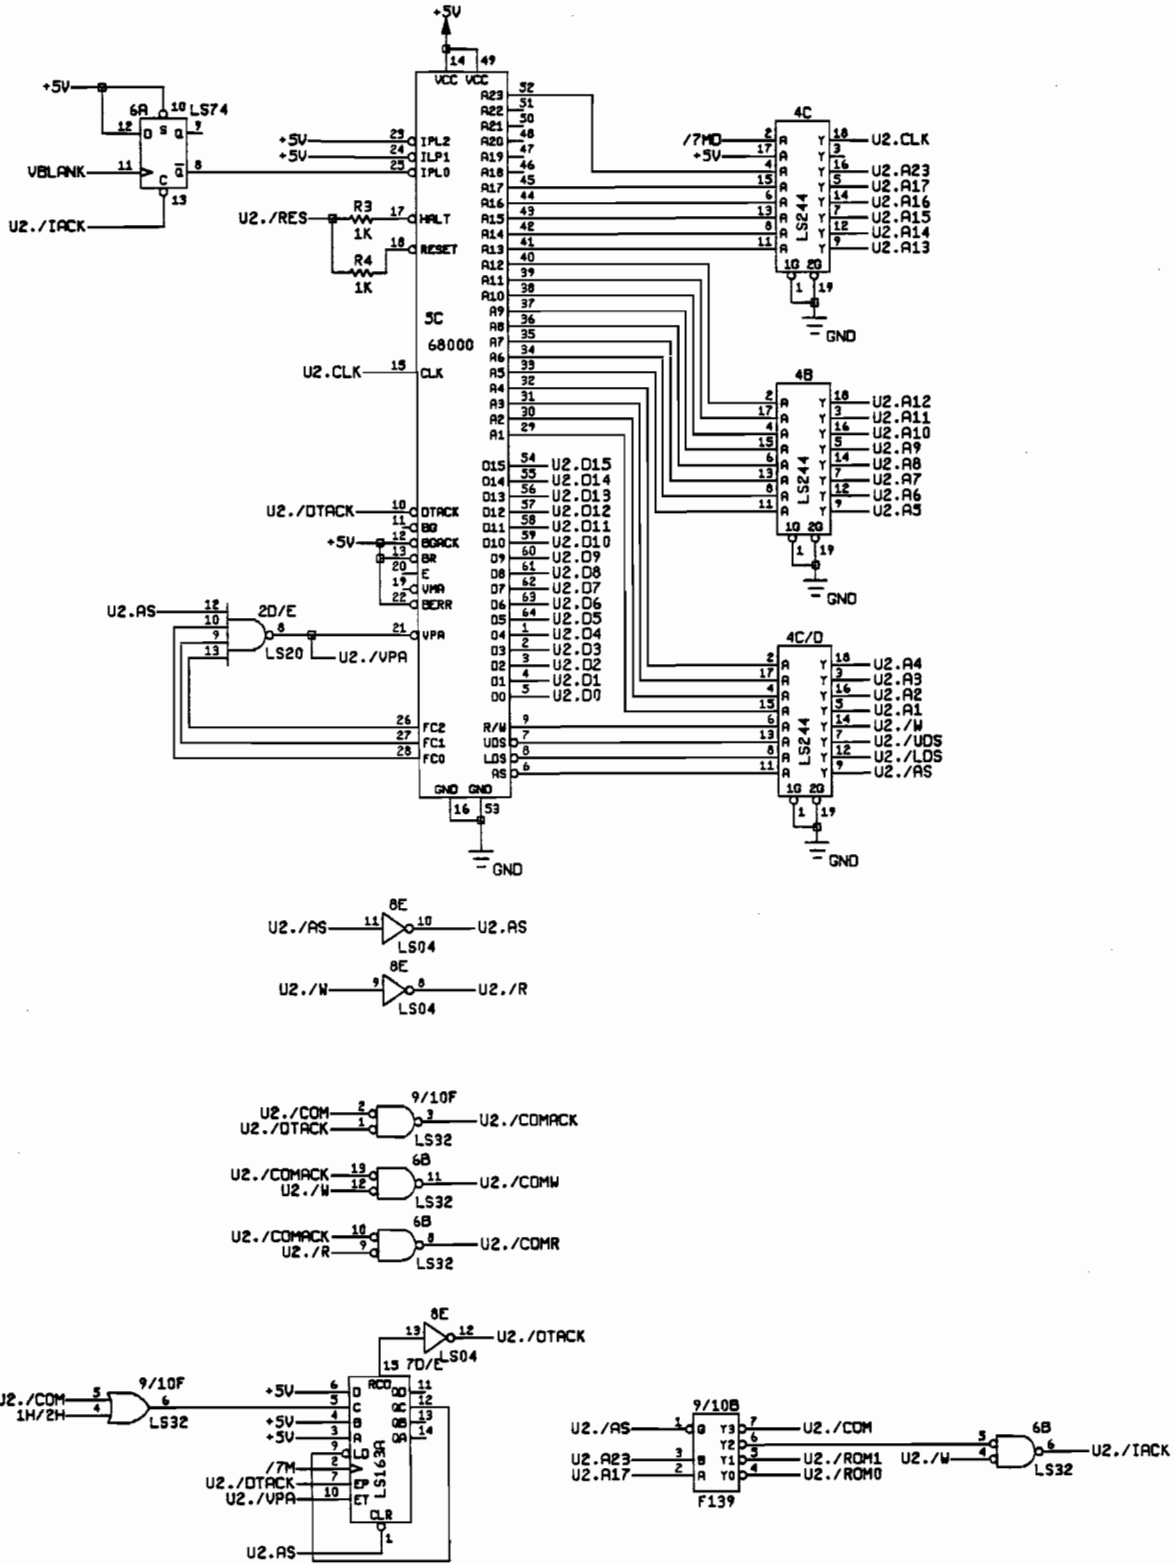 +5V
14 49
VCC VCC
+5V
10 LS74
6A
12 D S Q 9
VBLANK 11 C Q 8
13
U2./IACK
+5V 23 IPL2
+5V 24 ILP1
25 IPL0
U2./RES R3 17 HALT
1K
R4 18 RESET
1K
5C
68000
U2.CLK 15 CLK
U2./DTACK 10 DTACK
11 BG
+5V 12 BGACK
13 BR
20 E
19 VMA
22 BERR
U2.AS 12 2D/E
10
9
13
8 LS20
U2./VPA
21 VPA
26 FC2
27 FC1
28 FC0
GND GND
16 53
GND
A23 52
A22 51
A21 50
A20 48
A19 47
A18 46
A17 45
A16 44
A15 43
A14 42
A13 41
A12 40
A11 39
A10 38
A9 37
A8 36
A7 35
A6 34
A5 33
A4 32
A3 31
A2 30
A1 29
D15 54 U2.D15
D14 55 U2.D14
D13 56 U2.D13
D12 57 U2.D12
D11 58 U2.D11
D10 59 U2.D10
D9 60 U2.D9
D8 61 U2.D8
D7 62 U2.D7
D6 63 U2.D6
D5 64 U2.D5
D4 1 U2.D4
D3 2 U2.D3
D2 3 U2.D2
D1 4 U2.D1
D0 5 U2.D0
R/W 9
UDS 7
LDS 8
AS 6
4C
/7MD 2 A Y 18 U2.CLK
+5V 17 A Y 3
4 A Y 16 U2.A23
15 A Y 5 U2.A17
6 A Y 14 U2.A16
13 A Y 7 U2.A15
8 A Y 12 U2.A14
11 A Y 9 U2.A13
LS244
1G 2G
1 19
GND
4B
2 A Y 18 U2.A12
17 A Y 3 U2.A11
4 A Y 16 U2.A10
15 A Y 5 U2.A9
6 A Y 14 U2.A8
13 A Y 7 U2.A7
8 A Y 12 U2.A6
11 A Y 9 U2.A5
LS244
1G 2G
1 19
GND
4C/D
2 A Y 18 U2.A4
17 A Y 3 U2.A3
4 A Y 16 U2.A2
15 A Y 5 U2.A1
6 A Y 14 U2./W
13 A Y 7 U2./UDS
8 A Y 12 U2./LDS
11 A Y 9 U2./AS
LS244
1G 2G
1 19
GND
8E
U2./AS 11 10 U2.AS
LS04
8E
U2./W 9 8 U2./R
LS04
9/10F
U2./COM 2
U2./DTACK 1 3 U2./COMACK
LS32
6B
U2./COMACK 13
U2./W 12 11 U2./COMW
LS32
6B
U2./COMACK 10
U2./R 9 8 U2./COMR
LS32
8E
13 12 U2./DTACK
LS04
15 7D/E
9/10F
U2./COM 5
1H/2H 4 6
LS32
RCO
+5V 6 D QD 11
5 C QC 12
+5V 4 B QB 13
+5V 3 A QA 14
9 LD
/7M 2
U2./DTACK 7 EP
U2./VPA 10 ET
LS163A
CLR
1
U2.AS
9/10B
U2./AS 1 G Y3 7 U2./COM
Y2 6
U2.A23 3 B Y1 5 U2./ROM1
U2.A17 2 A Y0 4 U2./ROM0
F139
6B
5
U2./W 4 6 U2./IACK
LS32